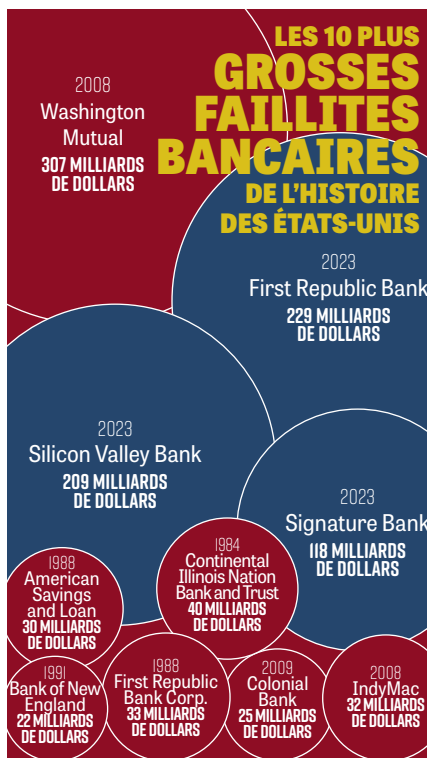 LES 10 PLUS
GROSSES
FAILLITES
BANCAIRES
DE L'HISTOIRE
DES ÉTATS-UNIS
2008
Washington
Mutual
307 MILLIARDS
DE DOLLARS
2023
First Republic Bank
229 MILLIARDS
DE DOLLARS
2023
Silicon Valley Bank
209 MILLIARDS
DE DOLLARS
2023
Signature Bank
118 MILLIARDS
DE DOLLARS
1984
Continental
Illinois Nation
Bank and Trust
40 MILLIARDS
DE DOLLARS
1988
American
Savings
and Loan
30 MILLIARDS
DE DOLLARS
1991
Bank of New
England
22 MILLIARDS
DE DOLLARS
1988
First Republic
Bank Corp.
33 MILLIARDS
DE DOLLARS
2009
Colonial
Bank
25 MILLIARDS
DE DOLLARS
2008
IndyMac
32 MILLIARDS
DE DOLLARS